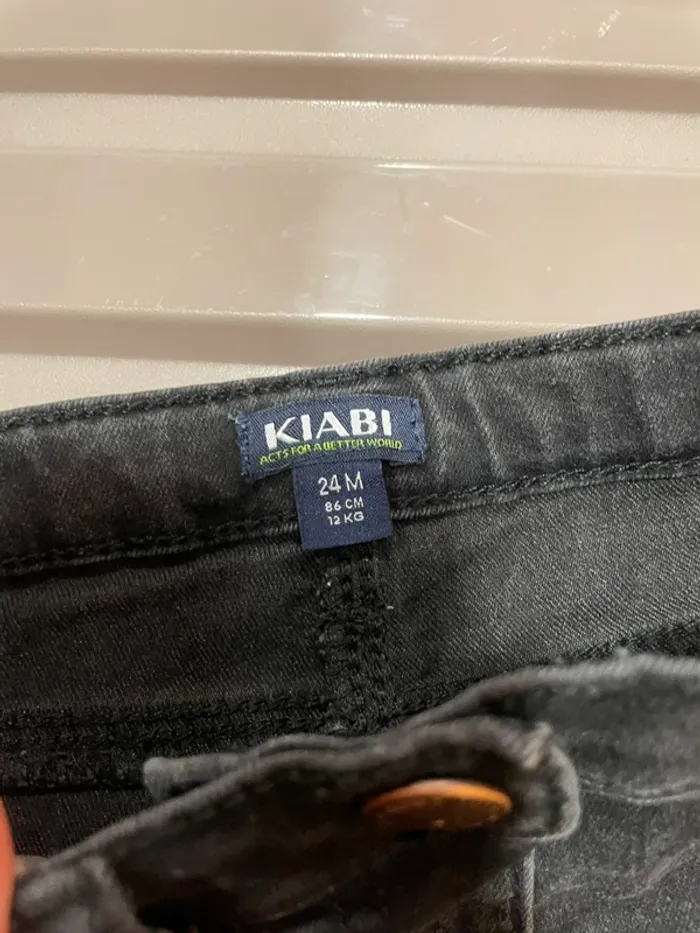 KIABI
ACTS FOR A BETTER WORLD
24 M
86 CM
12 KG